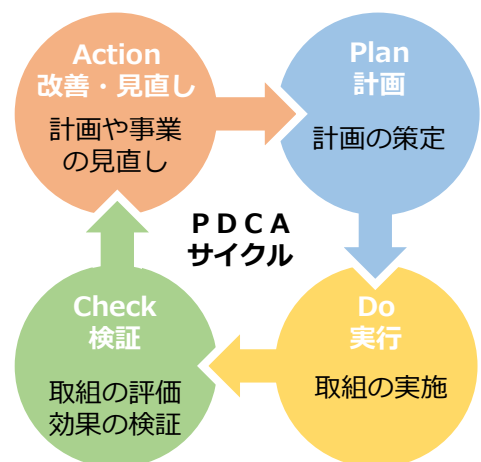 Action
改善・見直し
計画や事業
の見直し
Plan
計画
計画の策定
ＰＤＣＡ
サイクル
Check
検証
取組の評価
効果の検証
Do
実行
取組の実施